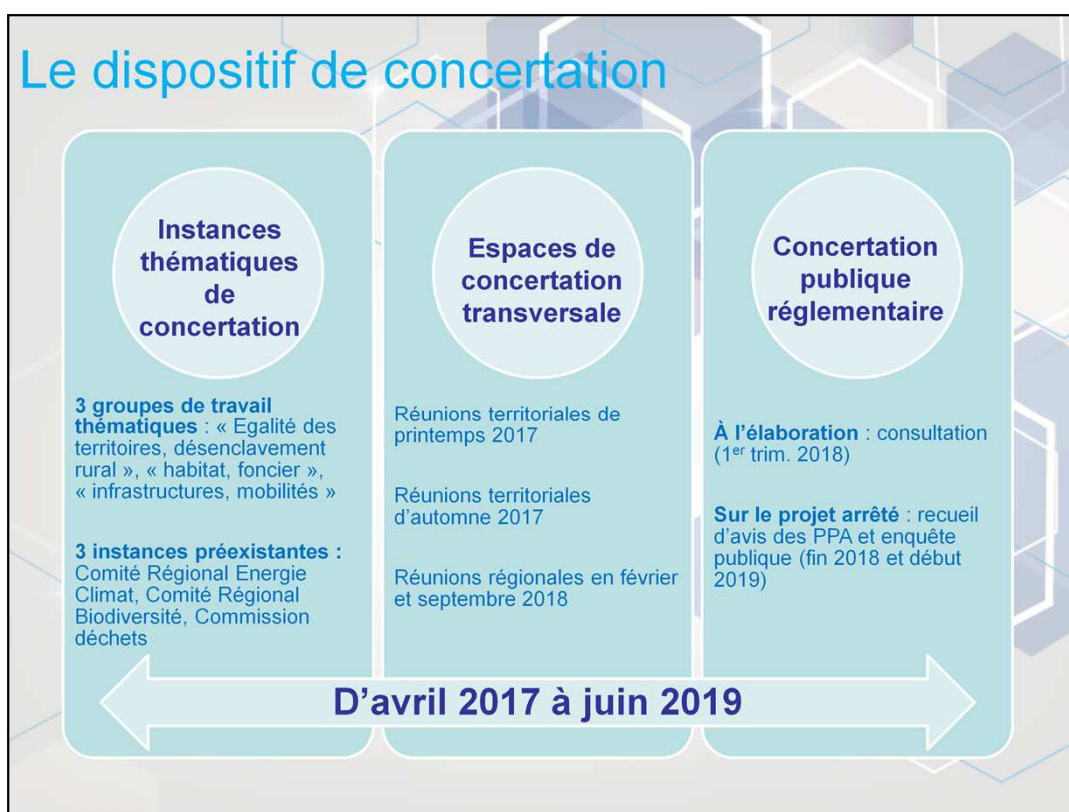 Le dispositif de concertation
Instances
thématiques
de
concertation
3 groupes de travail
thématiques : « Egalité des
territoires, désenclavement
rural », « habitat, foncier »,
« infrastructures, mobilités »
3 instances préexistantes :
Comité Régional Energie
Climat, Comité Régional
Biodiversité, Commission
déchets
Espaces de
concertation
transversale
Réunions territoriales de
printemps 2017
Réunions territoriales
d’automne 2017
Réunions régionales en février
et septembre 2018
Concertation
publique
réglementaire
À l’élaboration : consultation
(1er trim. 2018)
Sur le projet arrêté : recueil
d’avis des PPA et enquête
publique (fin 2018 et début
2019)
D’avril 2017 à juin 2019